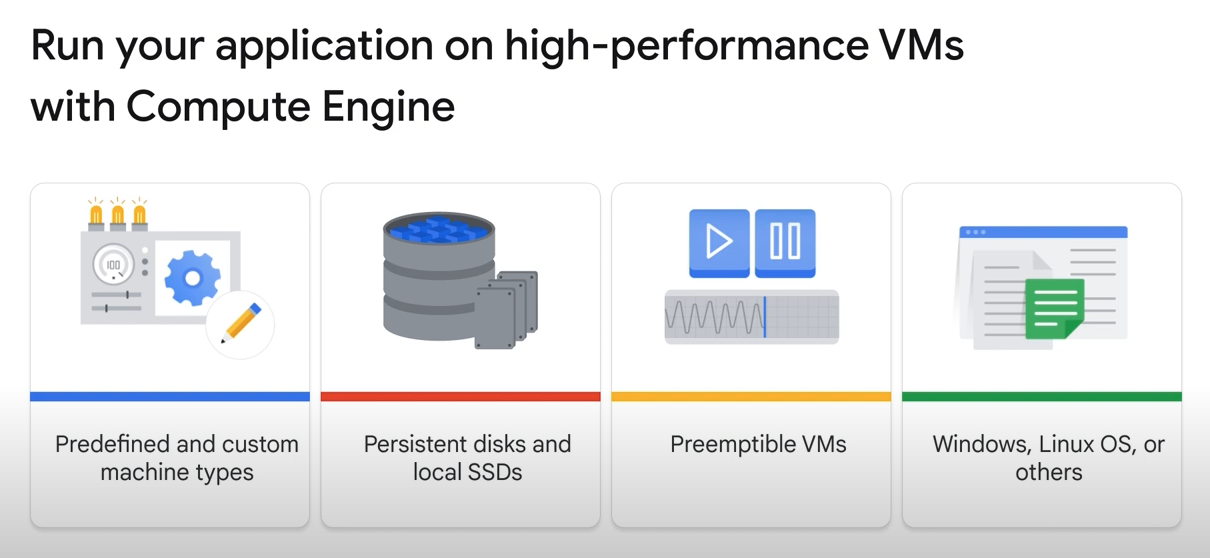 Run your application on high-performance VMs
with Compute Engine
100
Predefined and custom
machine types
Persistent disks and
local SSDs
Preemptible VMs
Windows, Linux OS, or
others